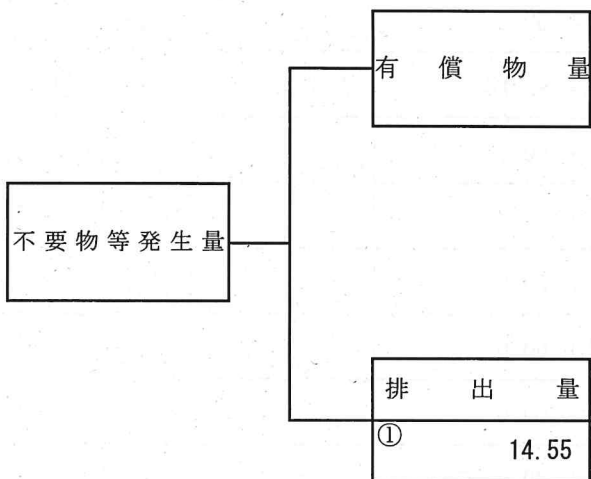 有償物量
不要物等発生量
排出量
①
14.55